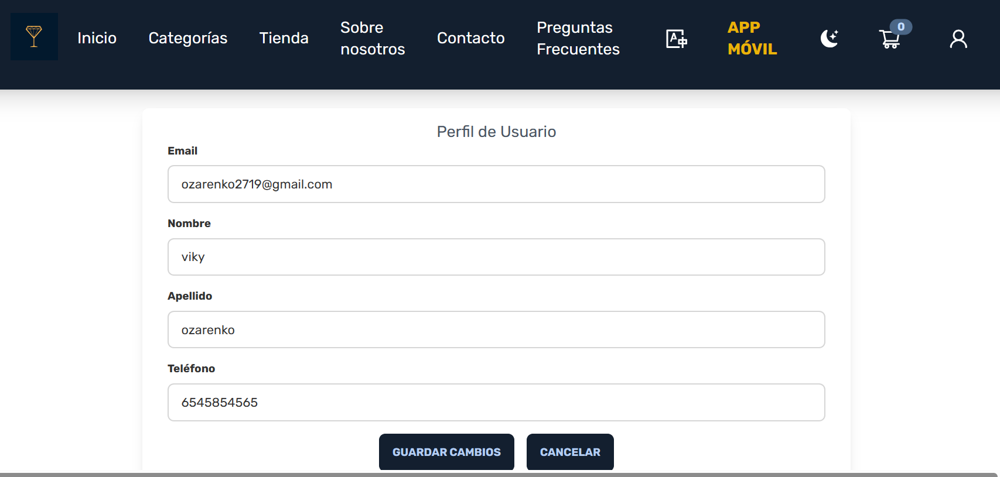 Inicio
Categorías
Tienda
Sobre
nosotros
Contacto
Preguntas
Frecuentes
A
APP
MÓVIL
0
Perfil de Usuario
Email
ozarenko2719@gmail.com
Nombre
viky
Apellido
ozarenko
Teléfono
6545854565
GUARDAR CAMBIOS
CANCELAR